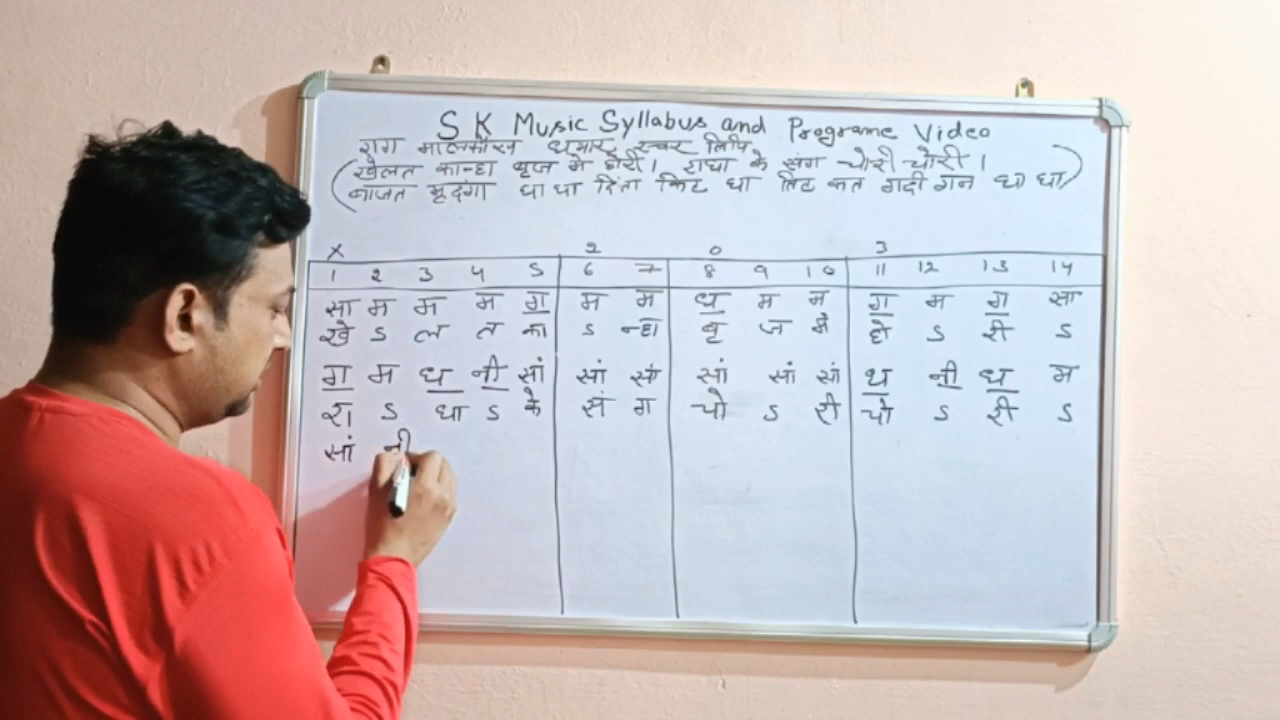 S K Music Syllabus and Programe Video
राग मालकौंस धमार स्वर लिपि
(खेलत कान्हा बृज मे होरी। राधा के संग चोरी चोरी।
बाजत मृदंगा धा धा दिंता किट धा तिट कत गदी गन धा धा)
X 2 0 3
1 2 3 4 5 6 7 8 9 10 11 12 13 14
सा म म म ग म म ध म म ग म ग सा
खे ऽ ल त का ऽ न्हा बृ ज मे हो ऽ री ऽ
ग म ध नी सां सां सां सां सां सां ध नी ध म
रा ऽ धा ऽ के सं ग चो ऽ री चो ऽ री ऽ
सां नी